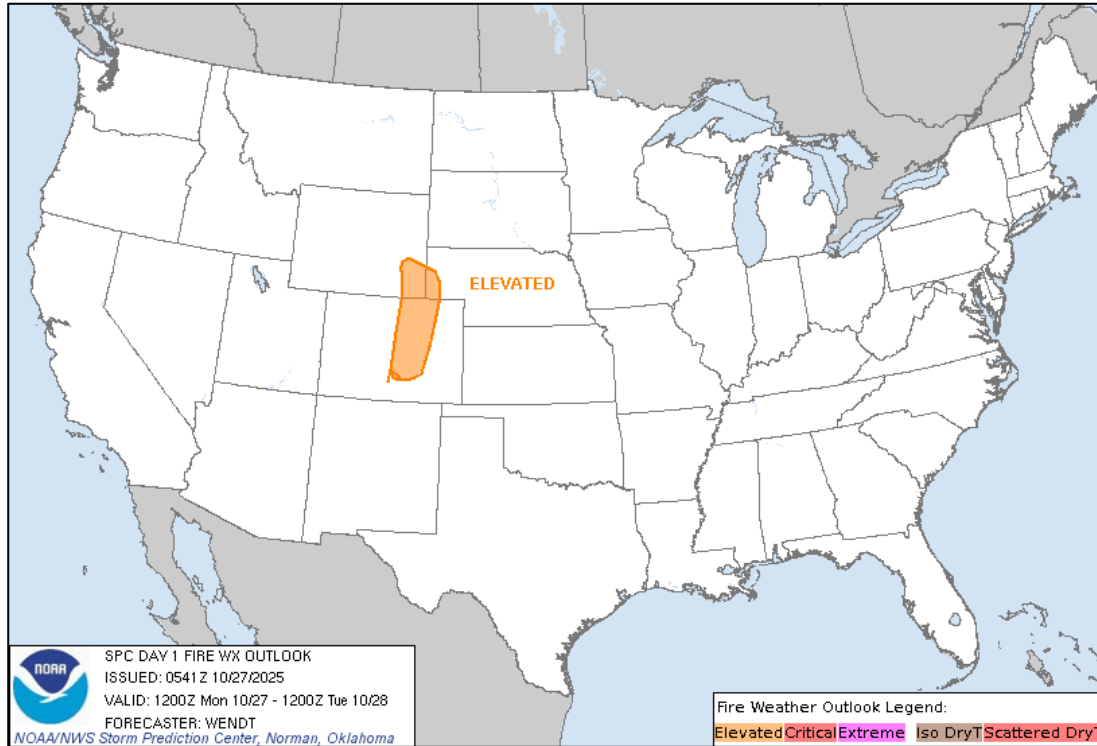 ELEVATED
NOAA
SPC DAY 1 FIRE WX OUTLOOK
ISSUED: 0541Z 10/27/2025
VALID: 1200Z Mon 10/27 - 1200Z Tue 10/28
FORECASTER: WENDT
NOAA/NWS Storm Prediction Center, Norman, Oklahoma
Fire Weather Outlook Legend:
Elevated Critical Extreme Iso DryT Scattered DryT